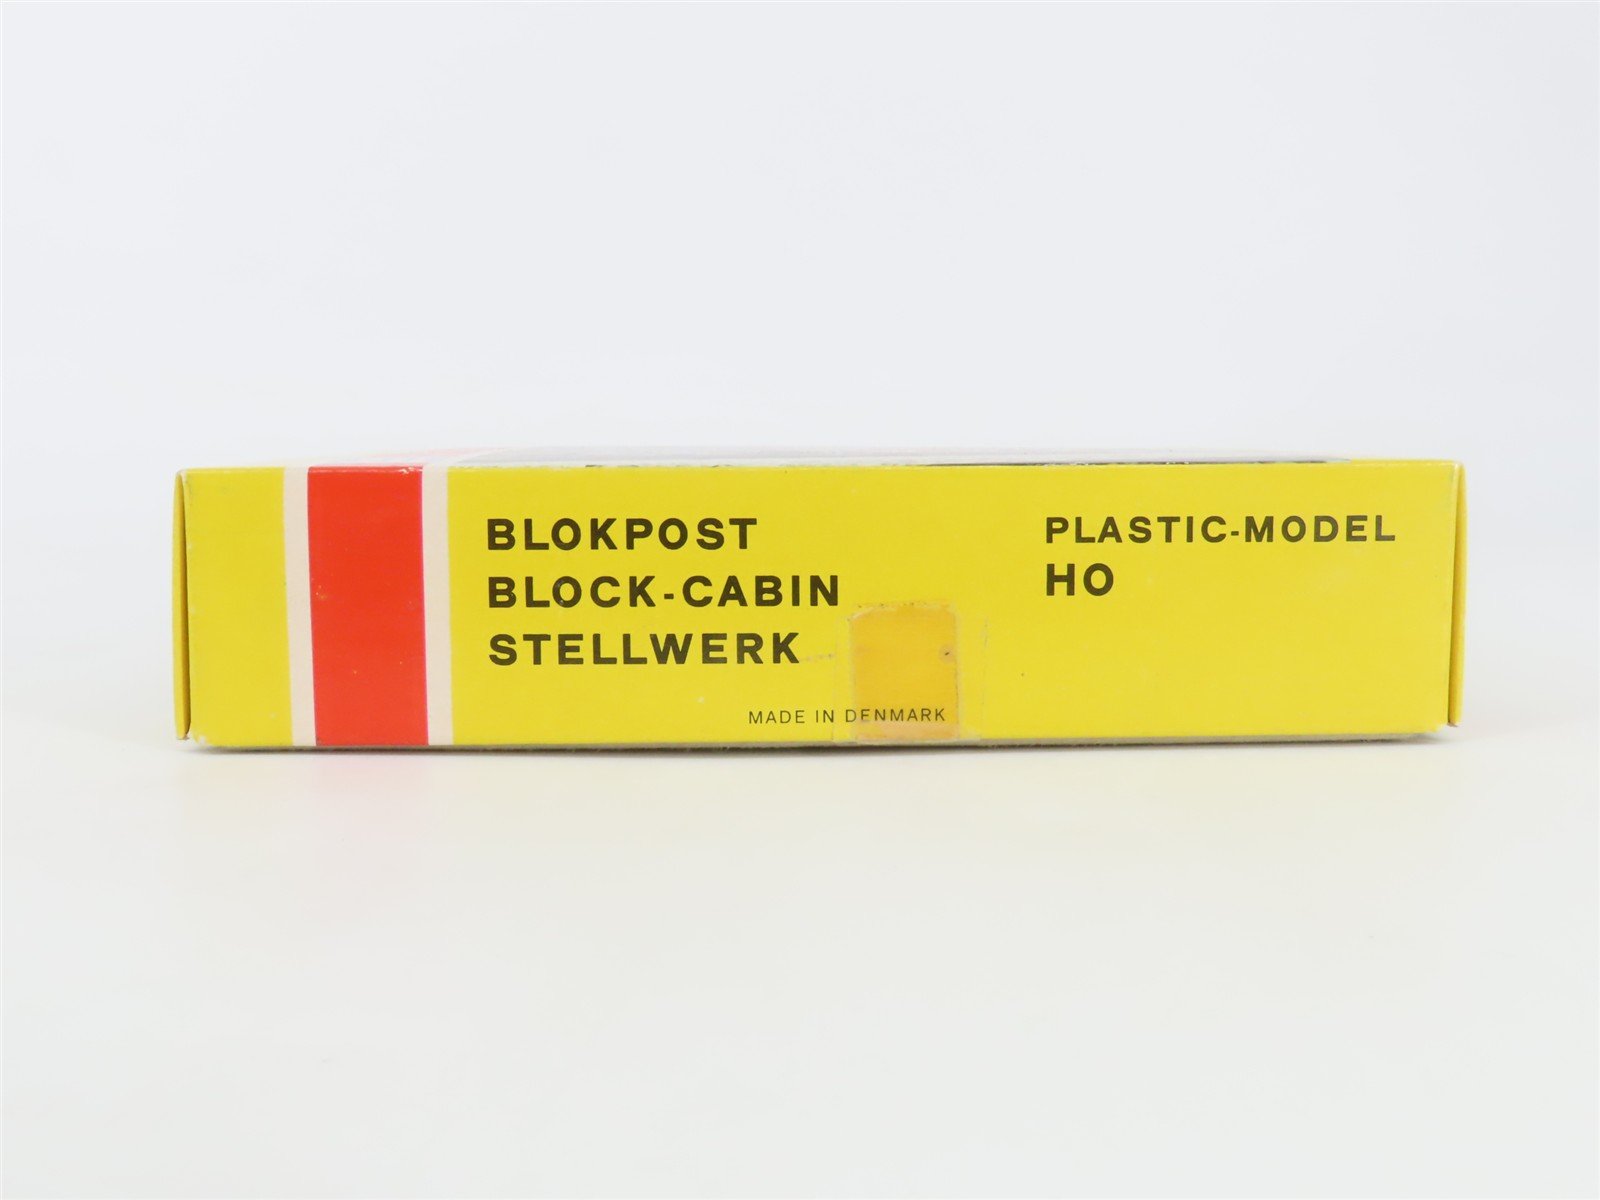 BLOKPOST
BLOCK-CABIN
STELLWERK
MADE IN DENMARK
PLASTIC-MODEL
HO